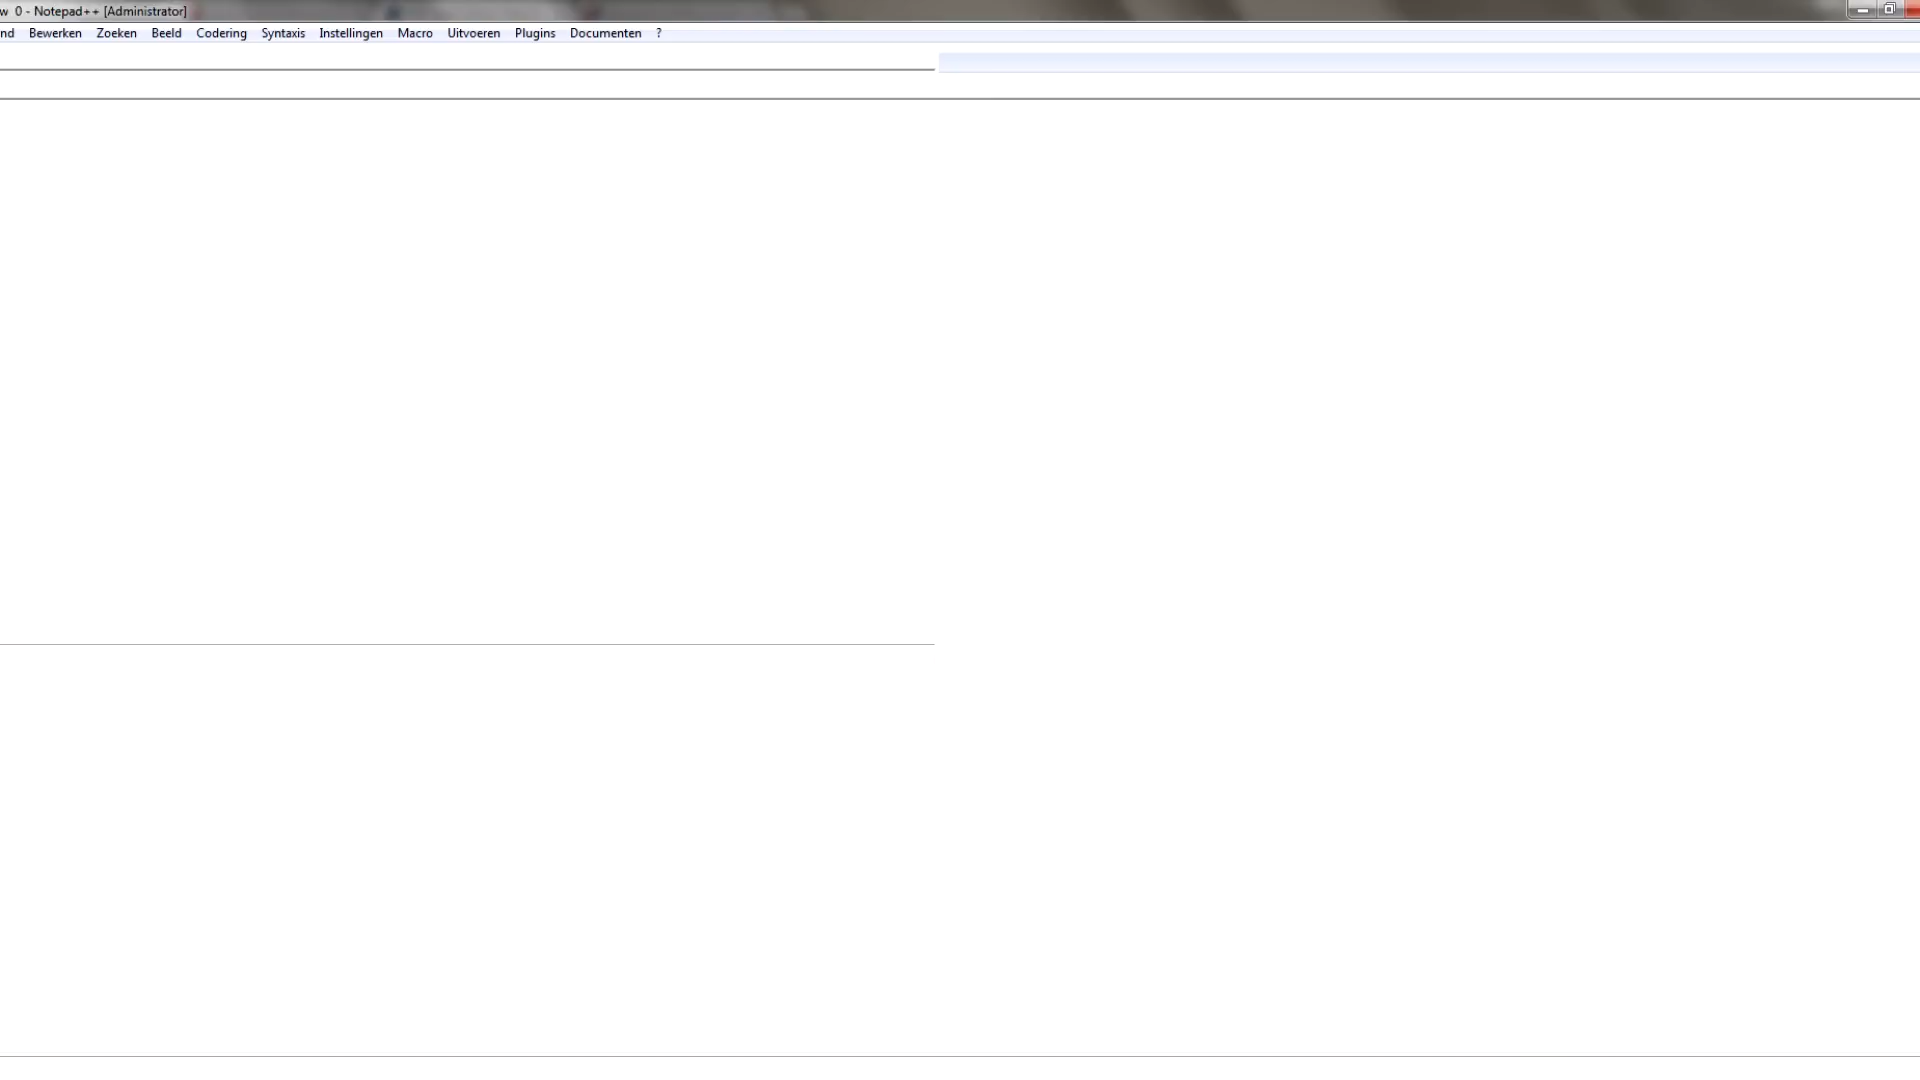 w 0 - Notepad++ [Administrator]
nd Bewerken Zoeken Beeld Codering Syntaxis Instellingen Macro Uitvoeren Plugins Documenten ?